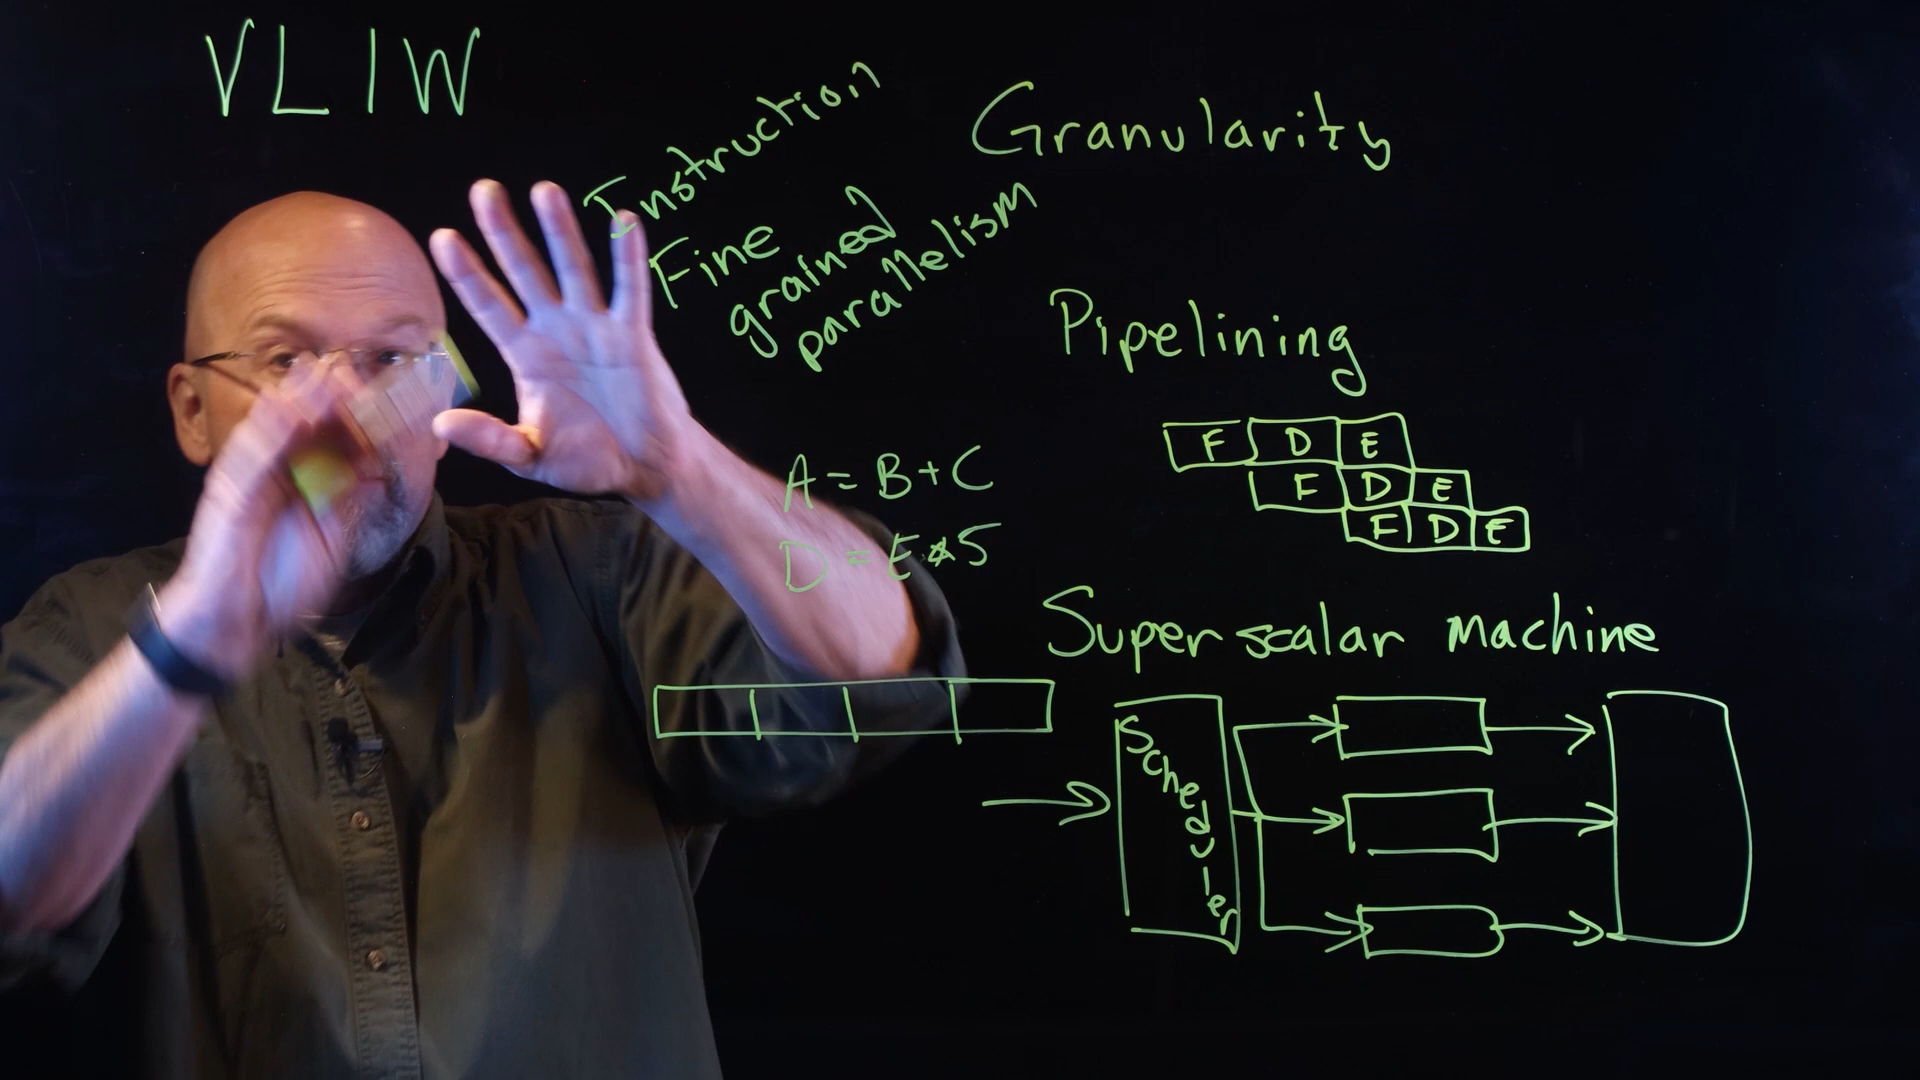 VLIW
Instruction
Fine
grained
parallelism
Granularity
Pipelining
F D E
F D E
F D E
A = B + C
D = E * 5
Superscalar machine
Scheduler